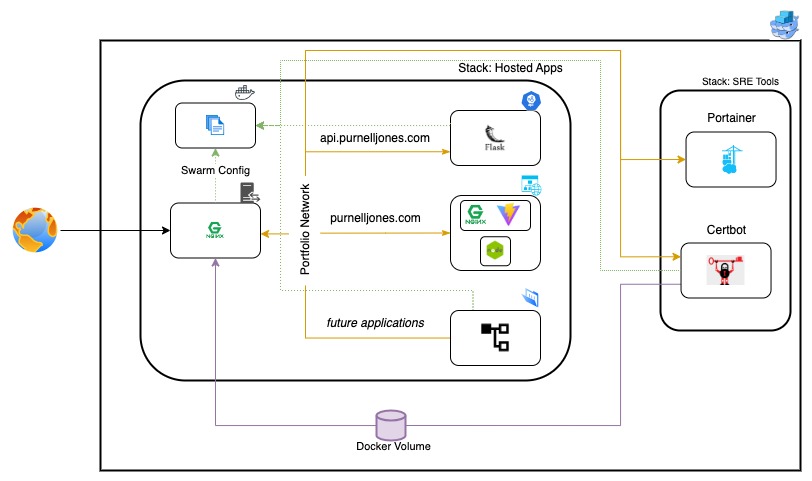 Stack: Hosted Apps
Stack: SRE Tools
Portainer
api.purnelljones.com
Flask
Swarm Config
Portfolio Network
purnelljones.com
NGINX
NGINX
Certbot
future applications
Docker Volume